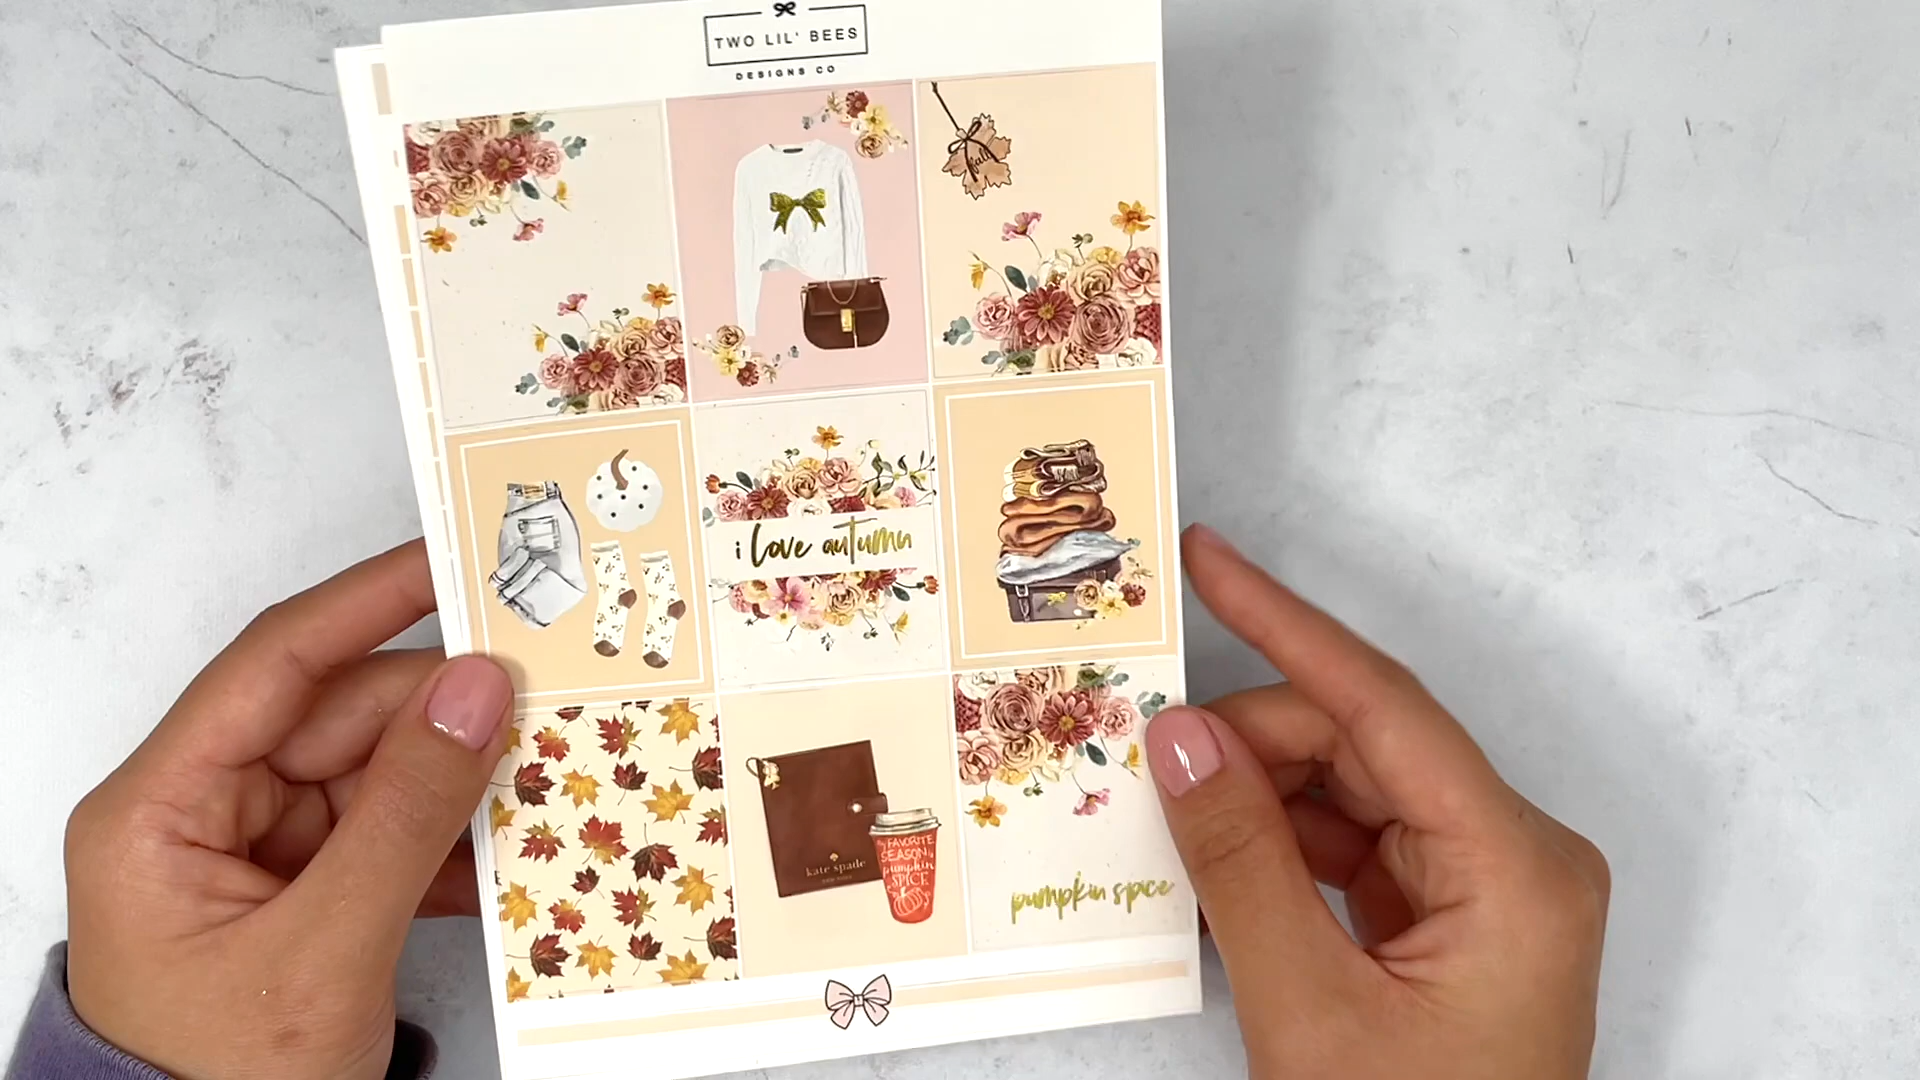 TWO LIL' BEES
DESIGNS CO
fall
i love autumn
kate spade
NEW YORK
My FAVORITE
SEASON is
pumpkin
SPICE
pumpkin spice